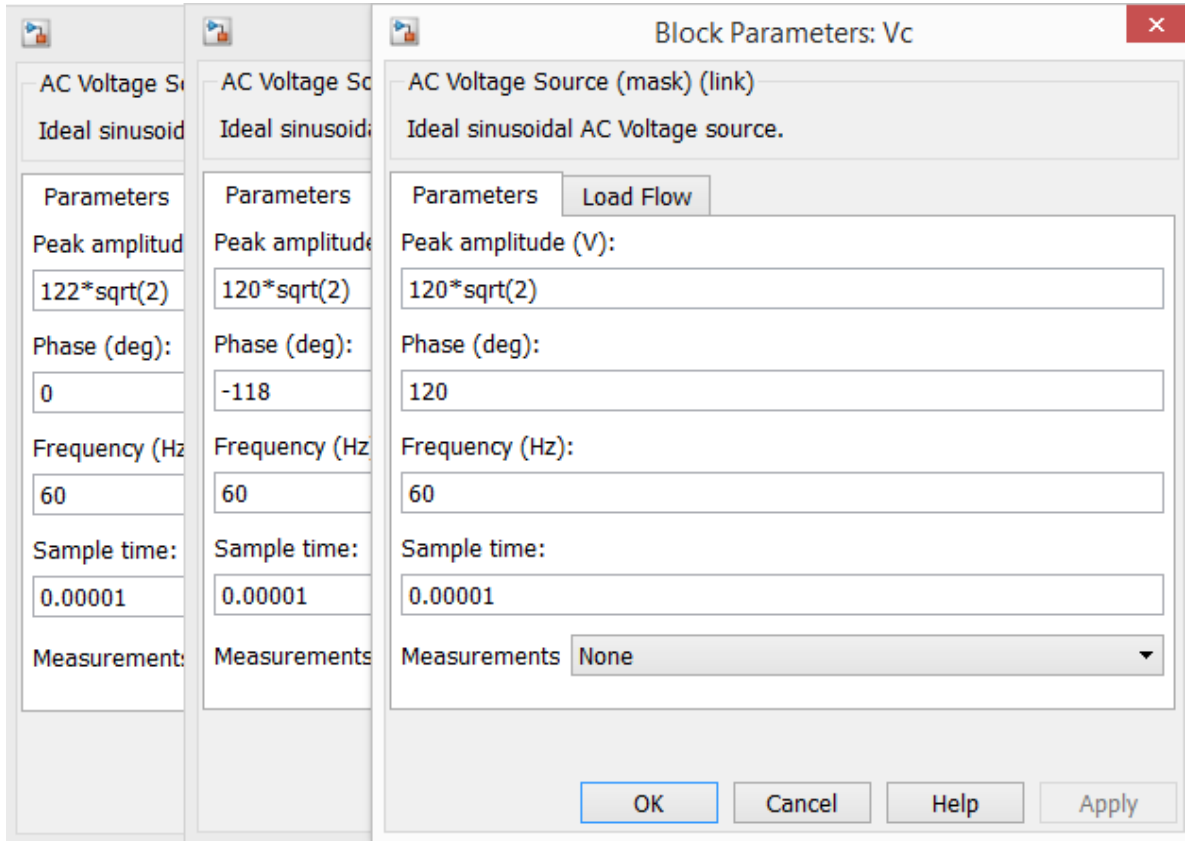 AC Voltage S
Ideal sinusoid
Parameters
Peak amplitud
122*sqrt(2)
Phase (deg):
0
Frequency (Hz
60
Sample time:
0.00001
Measurement
AC Voltage So
Ideal sinusoida
Parameters
Peak amplitude
120*sqrt(2)
Phase (deg):
-118
Frequency (Hz
60
Sample time:
0.00001
Measurements
Block Parameters: Vc
AC Voltage Source (mask) (link)
Ideal sinusoidal AC Voltage source.
Parameters Load Flow
Peak amplitude (V):
120*sqrt(2)
Phase (deg):
120
Frequency (Hz):
60
Sample time:
0.00001
Measurements None
OK Cancel Help Apply